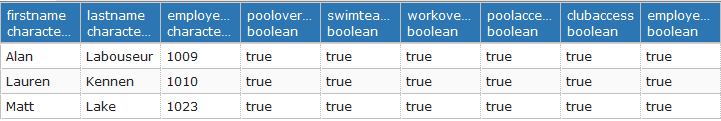 firstname lastname employe... poolover... swimtea... workove... poolacce... clubaccess employe...
characte... characte... characte... boolean boolean boolean boolean boolean boolean
Alan Labouseur 1009 true true true true true true
Lauren Kennen 1010 true true true true true true
Matt Lake 1023 true true true true true true